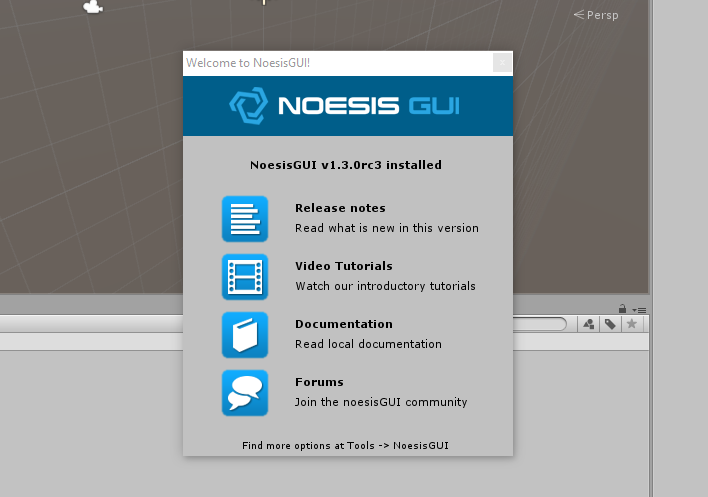 Persp
Welcome to NoesisGUI!
NOESIS GUI
NoesisGUI v1.3.0rc3 installed
Release notes
Read what is new in this version
Video Tutorials
Watch our introductory tutorials
Documentation
Read local documentation
Forums
Join the noesisGUI community
Find more options at Tools -> NoesisGUI